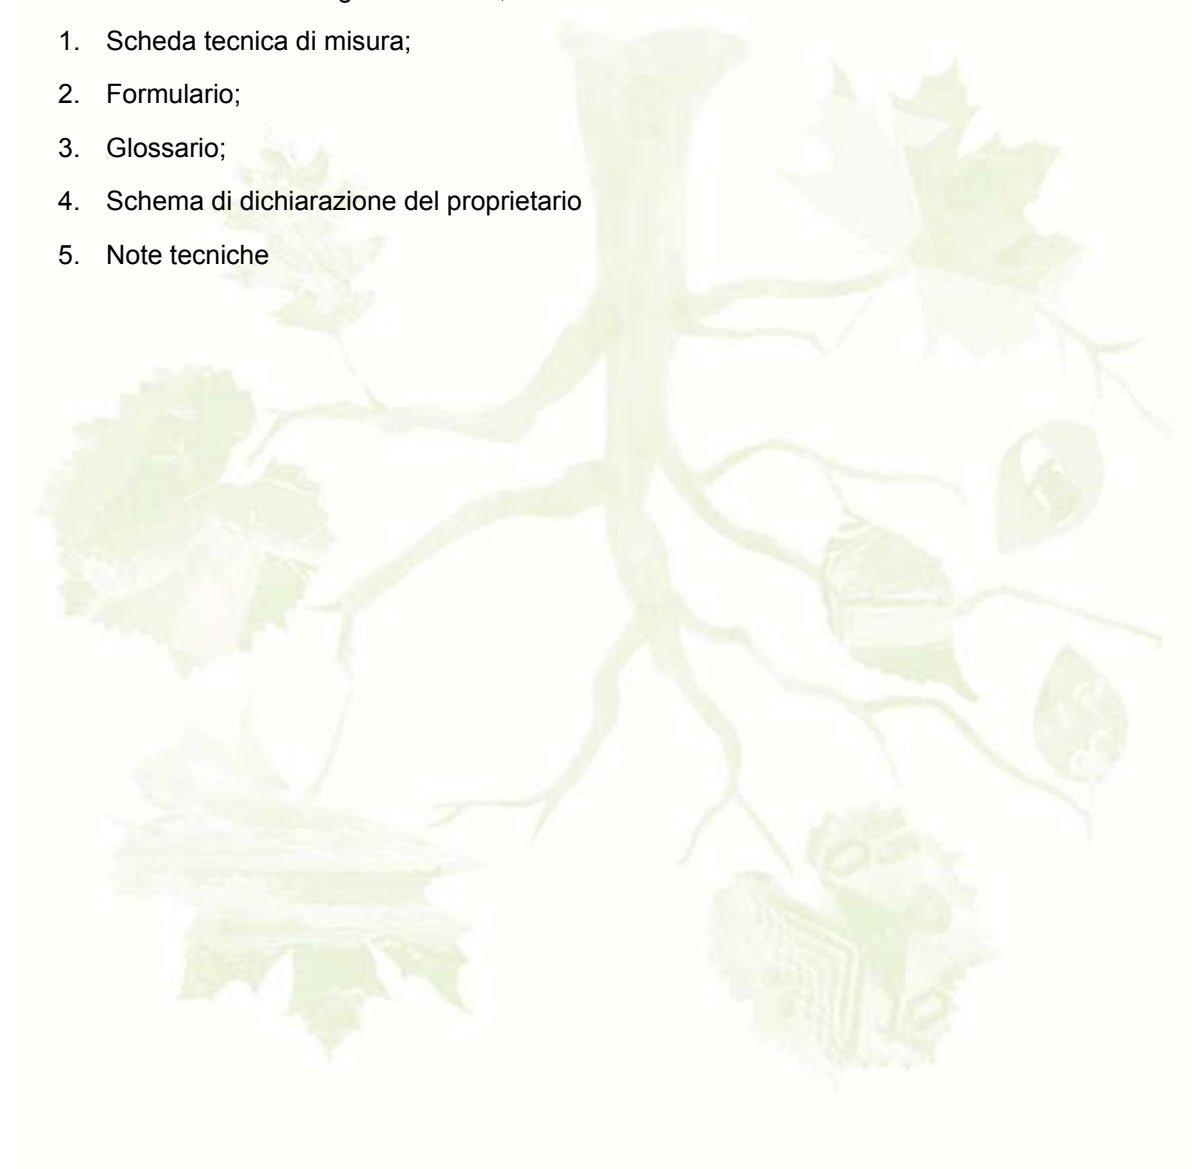 1. Scheda tecnica di misura;
2. Formulario;
3. Glossario;
4. Schema di dichiarazione del proprietario
5. Note tecniche